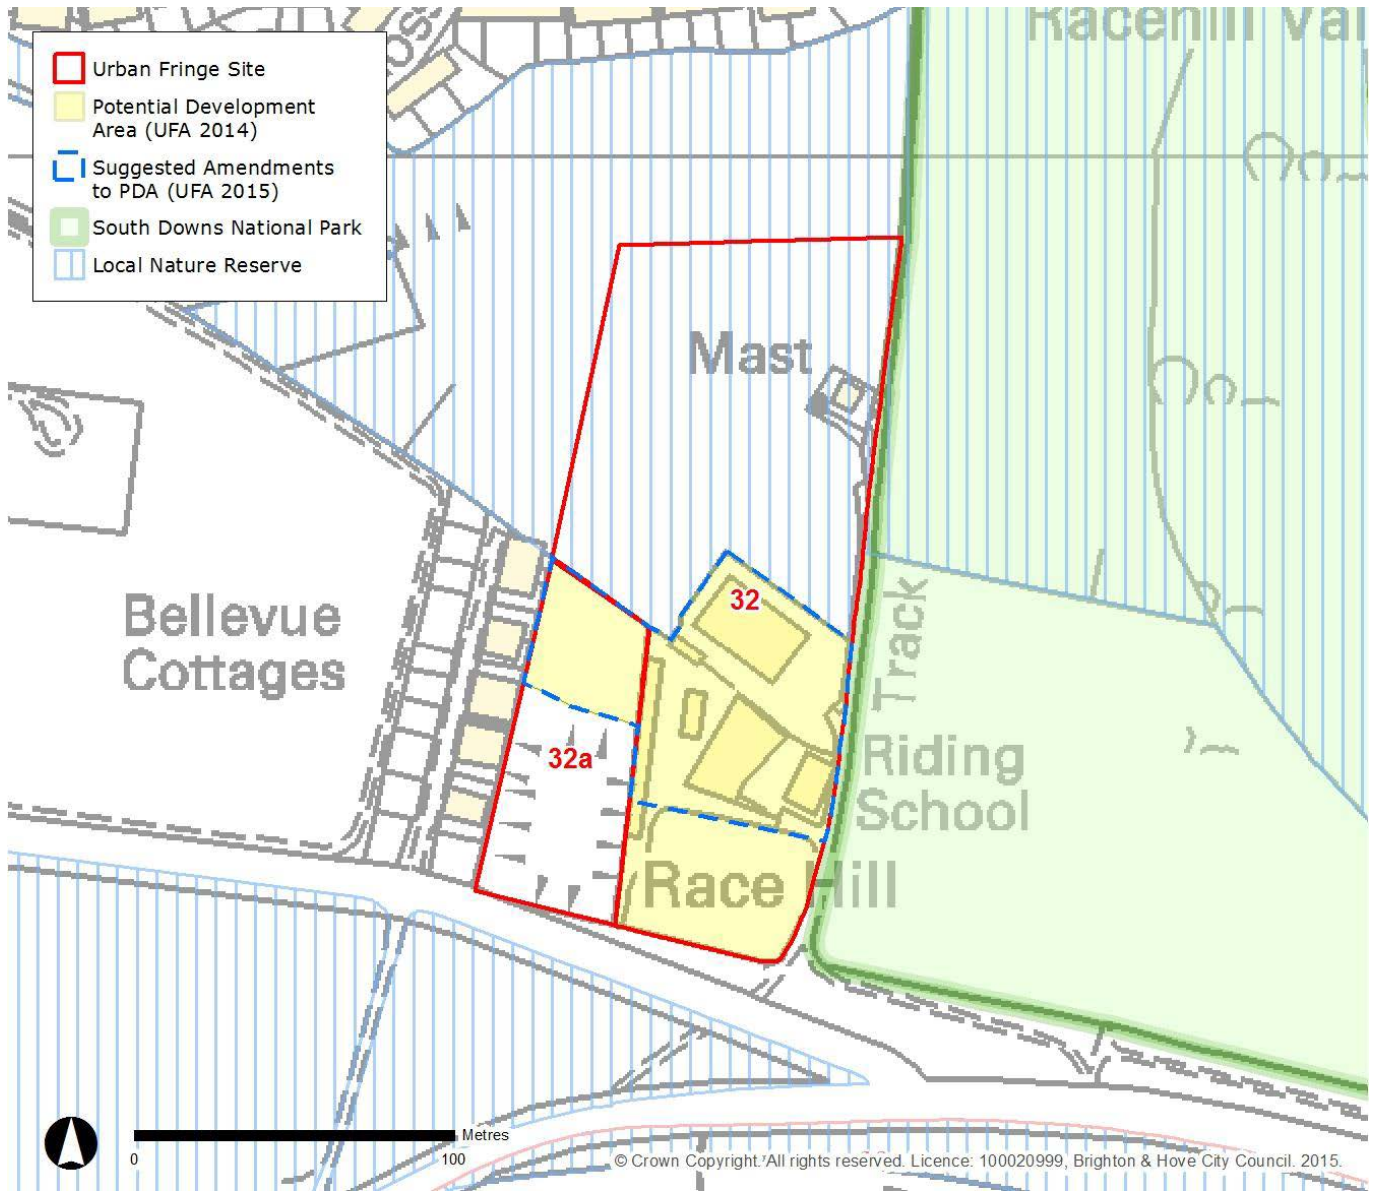 Racehill Val
Urban Fringe Site
Potential Development
Area (UFA 2014)
Suggested Amendments
to PDA (UFA 2015)
South Downs National Park
Local Nature Reserve
Mast
32
Track
Bellevue
Cottages
32a
Riding
School
Race Hill
Metres
0 100
© Crown Copyright. All rights reserved. Licence: 100020999, Brighton & Hove City Council. 2015.